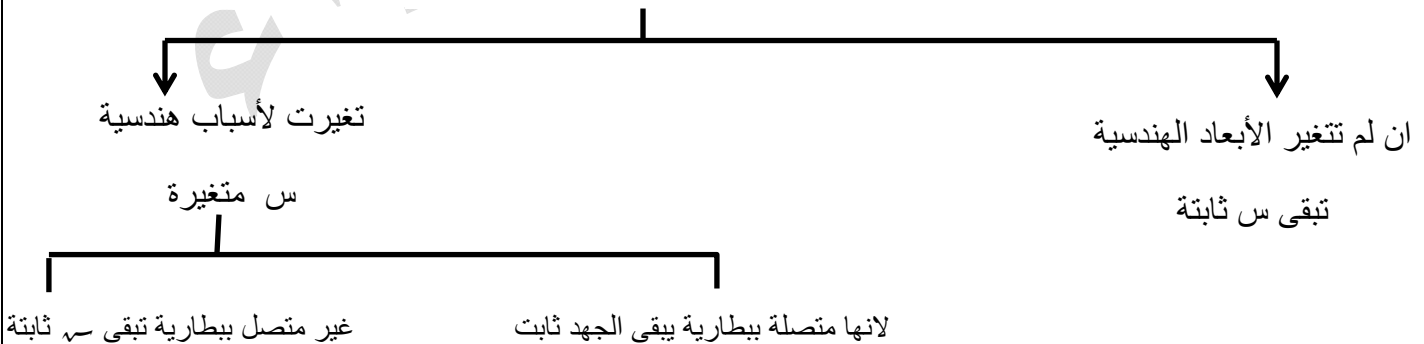 ان لم تتغير الأبعاد الهندسية
تبقى س ثابتة
تغيرت لأسباب هندسية
س متغيرة
لانها متصلة ببطارية يبقى الجهد ثابت
غير متصل ببطارية تبقى سہ ثابتة